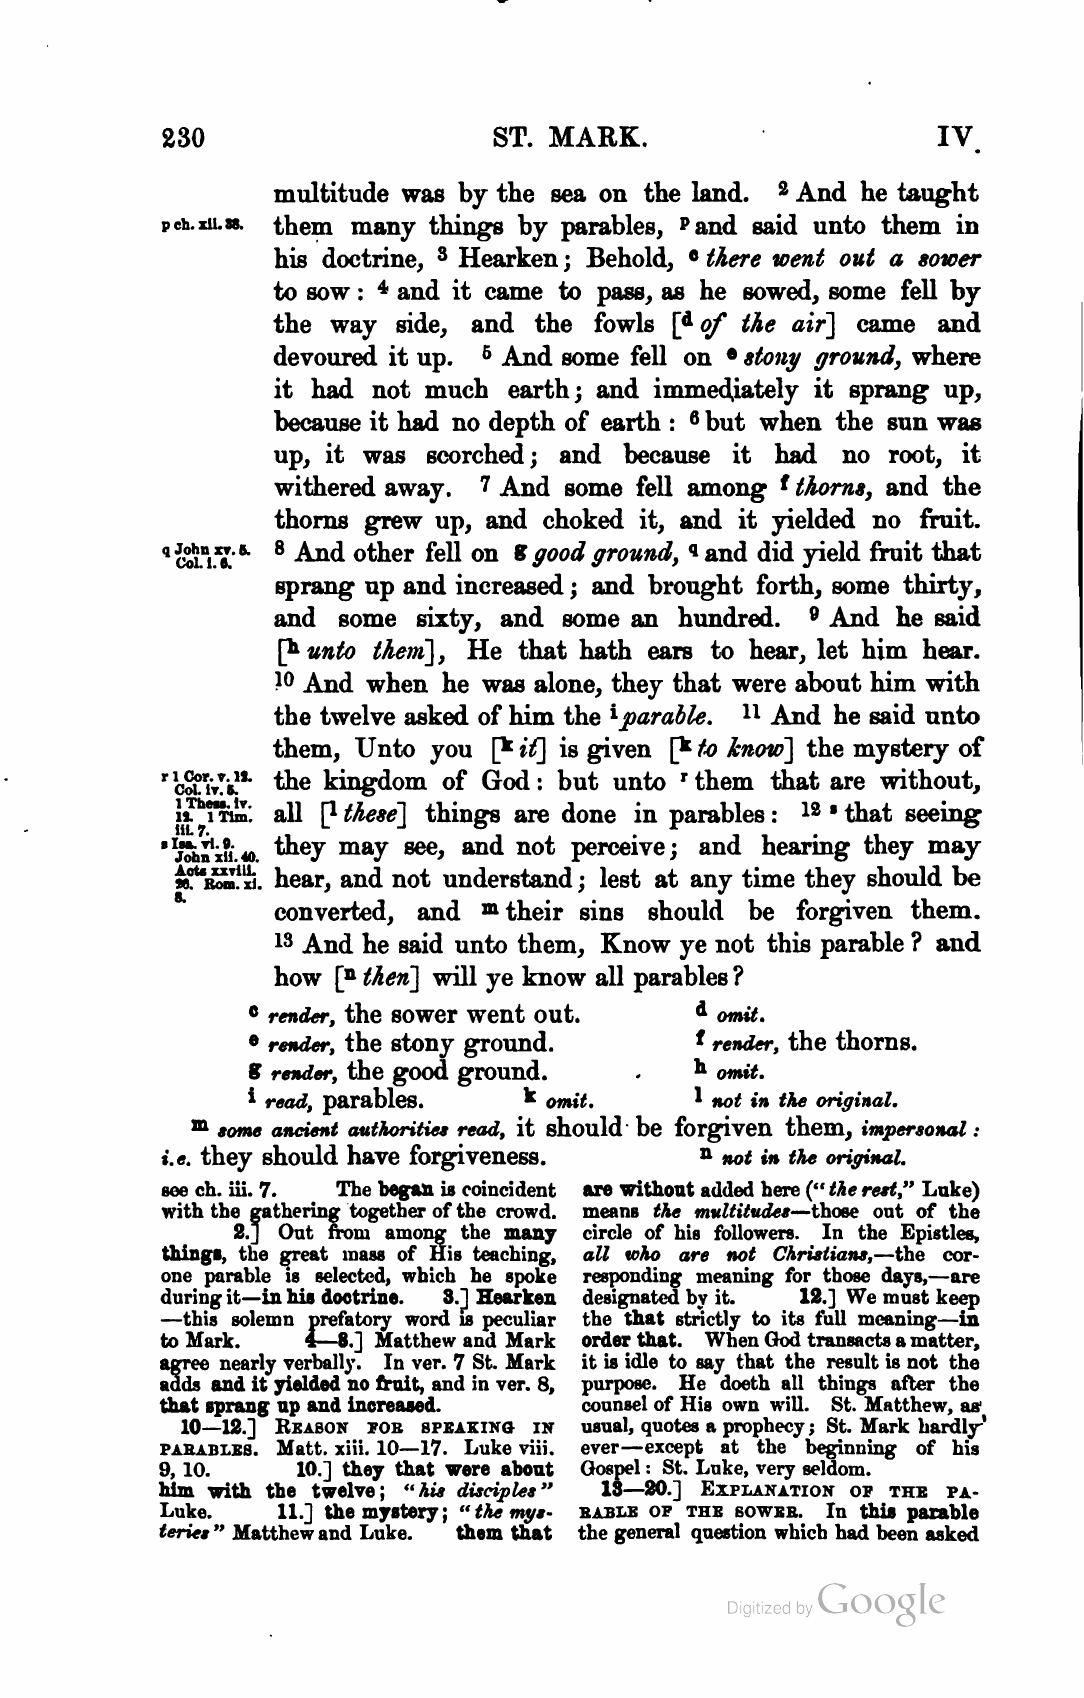 230 ST. MARK. IV.
multitude was by the sea on the land. 2 And he taught
p ch. xii. 38. them many things by parables, p and said unto them in
his doctrine, 3 Hearken; Behold, c there went out a sower
to sow : 4 and it came to pass, as he sowed, some fell by
the way side, and the fowls [d of the air] came and
devoured it up. 5 And some fell on e stony ground, where
it had not much earth; and immediately it sprang up,
because it had no depth of earth : 6 but when the sun was
up, it was scorched; and because it had no root, it
withered away. 7 And some fell among f thorns, and the
thorns grew up, and choked it, and it yielded no fruit.
q John xv. 5. Col. i. 6. 8 And other fell on g good ground, q and did yield fruit that
sprang up and increased; and brought forth, some thirty,
and some sixty, and some an hundred. 9 And he said
[h unto them], He that hath ears to hear, let him hear.
10 And when he was alone, they that were about him with
the twelve asked of him the i parable. 11 And he said unto
them, Unto you [k it] is given [k to know] the mystery of
r 1 Cor. v. 12. Col. iv. 5. the kingdom of God: but unto r them that are without,
1 Thess. iv. 12. 1 Tim. iii. 7. all [l these] things are done in parables: 12 s that seeing
s Isa. vi. 9. John xii. 40. they may see, and not perceive; and hearing they may
Acts xxviii. 26. Rom. xi. 8. hear, and not understand; lest at any time they should be
converted, and m their sins should be forgiven them.
13 And he said unto them, Know ye not this parable? and
how [n then] will ye know all parables?
c render, the sower went out. d omit.
e render, the stony ground. f render, the thorns.
g render, the good ground. h omit.
i read, parables. k omit. l not in the original.
m some ancient authorities read, it should be forgiven them, impersonal :
i.e. they should have forgiveness. n not in the original.
see ch. iii. 7. The began is coincident
with the gathering together of the crowd.
2.] Out from among the many
things, the great mass of His teaching,
one parable is selected, which he spoke
during it—in his doctrine. 3.] Hearken
—this solemn prefatory word is peculiar
to Mark. 4—8.] Matthew and Mark
agree nearly verbally. In ver. 7 St. Mark
adds and it yielded no fruit, and in ver. 8,
that sprang up and increased.
10—12.] REASON FOR SPEAKING IN
PARABLES. Matt. xiii. 10—17. Luke viii.
9, 10. 10.] they that were about
him with the twelve; "his disciples"
Luke. 11.] the mystery; "the mys-
teries" Matthew and Luke. them that
are without added here ("the rest," Luke)
means the multitudes—those out of the
circle of his followers. In the Epistles,
all who are not Christians,—the cor-
responding meaning for those days,—are
designated by it. 12.] We must keep
the that strictly to its full meaning—in
order that. When God transacts a matter,
it is idle to say that the result is not the
purpose. He doeth all things after the
counsel of His own will. St. Matthew, as
usual, quotes a prophecy; St. Mark hardly
ever—except at the beginning of his
Gospel: St. Luke, very seldom.
13—20.] EXPLANATION OF THE PA-
RABLE OF THE SOWER. In this parable
the general question which had been asked
Digitized by Google